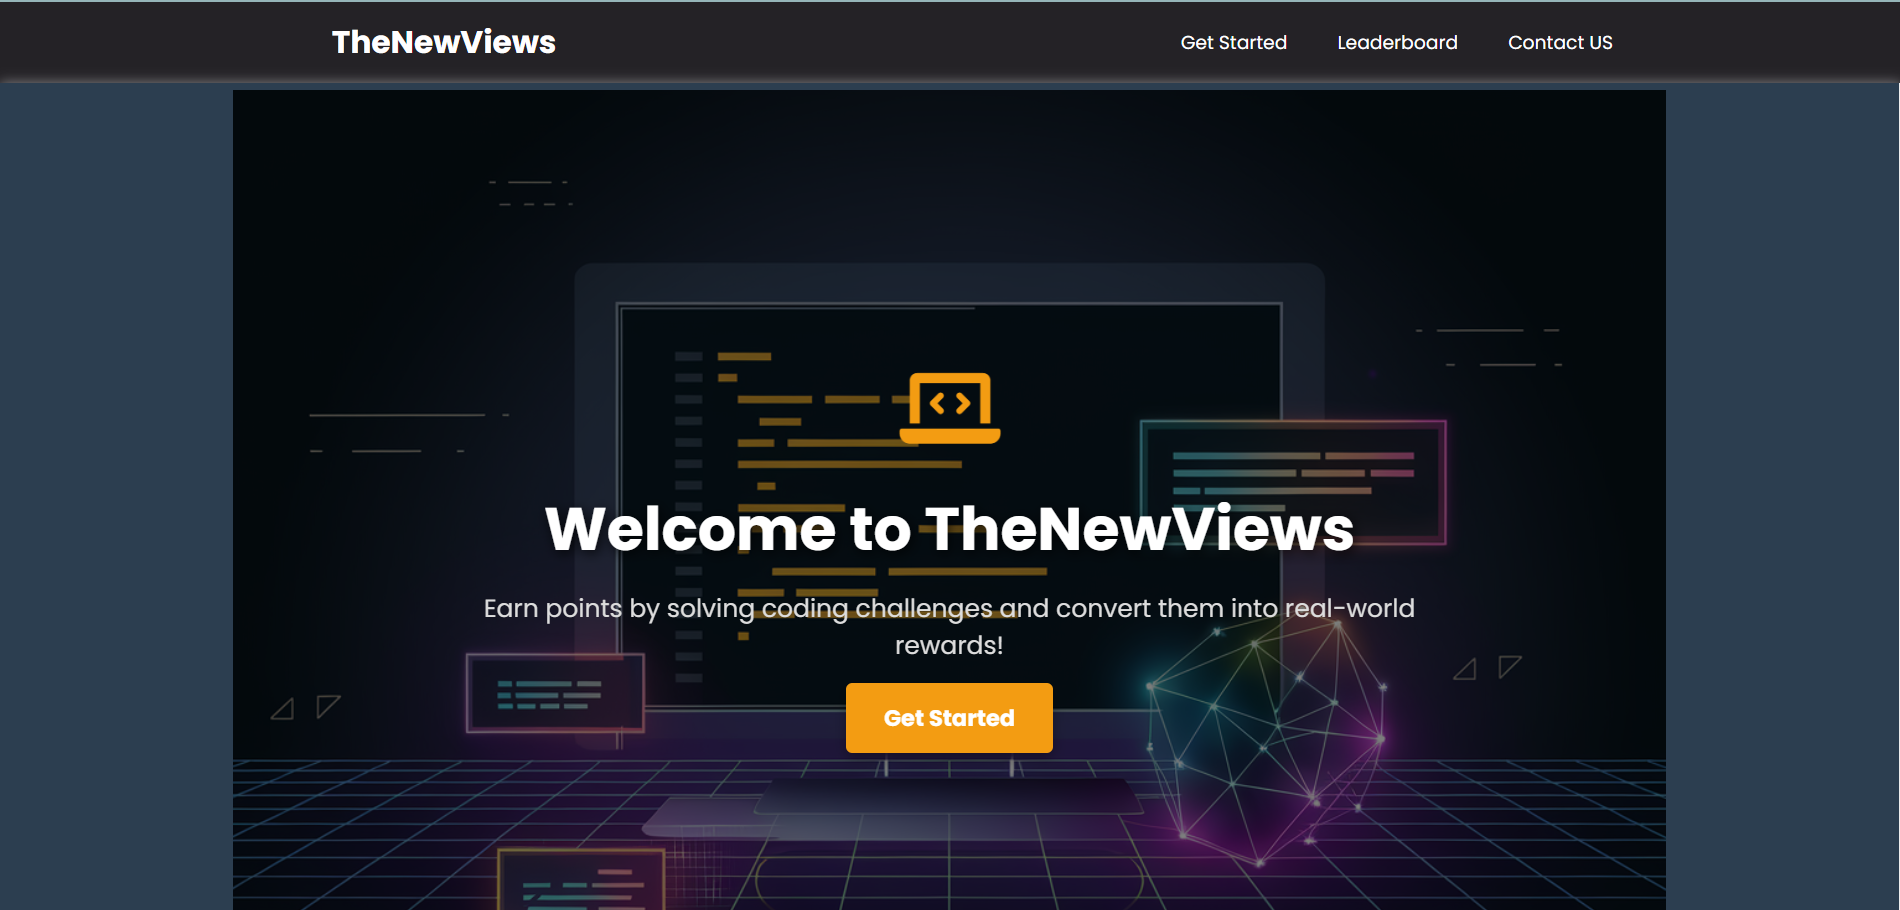 TheNewViews
Get Started
Leaderboard
Contact US
Welcome to TheNewViews
Earn points by solving coding challenges and convert them into real-world
rewards!
Get Started